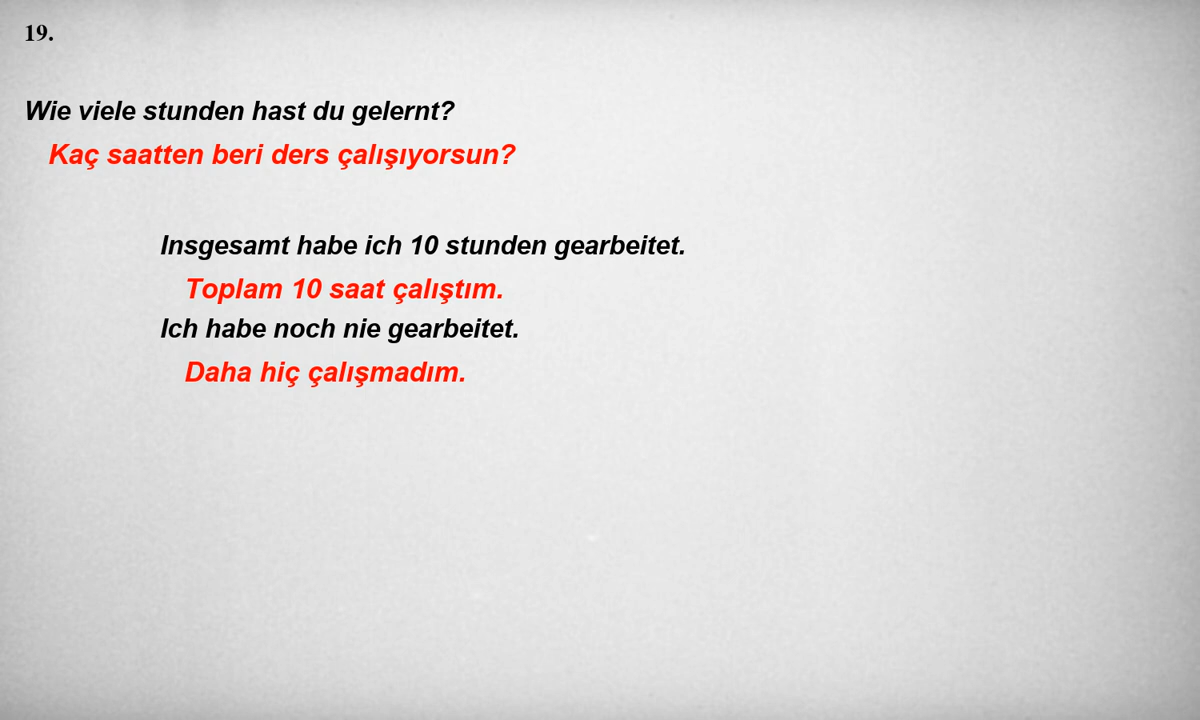 19.
Wie viele stunden hast du gelernt?
Kaç saatten beri ders çalışıyorsun?
Insgesamt habe ich 10 stunden gearbeitet.
Toplam 10 saat çalıştım.
Ich habe noch nie gearbeitet.
Daha hiç çalışmadım.